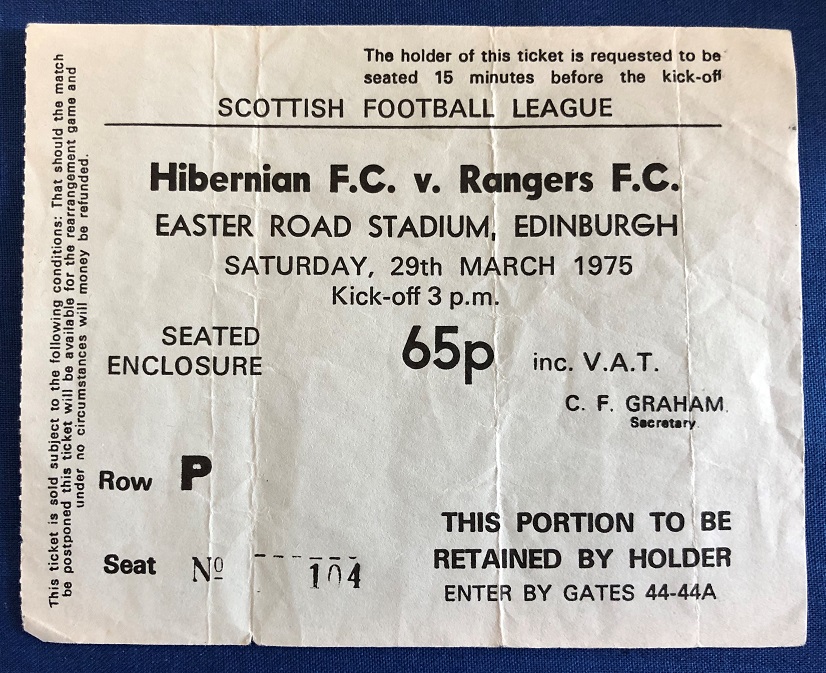 The holder of this ticket is requested to be
seated 15 minutes before the kick-off
SCOTTISH FOOTBALL LEAGUE
Hibernian F.C. v. Rangers F.C.
EASTER ROAD STADIUM, EDINBURGH
SATURDAY, 29th MARCH 1975
Kick-off 3 p.m.
SEATED
ENCLOSURE
65p inc. V.A.T.
C. F. GRAHAM
Secretary
Row P
Seat Nº 104
THIS PORTION TO BE
RETAINED BY HOLDER
ENTER BY GATES 44-44A
This ticket is sold subject to the following conditions: That should the match
be postponed this ticket will be available for the rearrangement game and
under no circumstances will money be refunded.